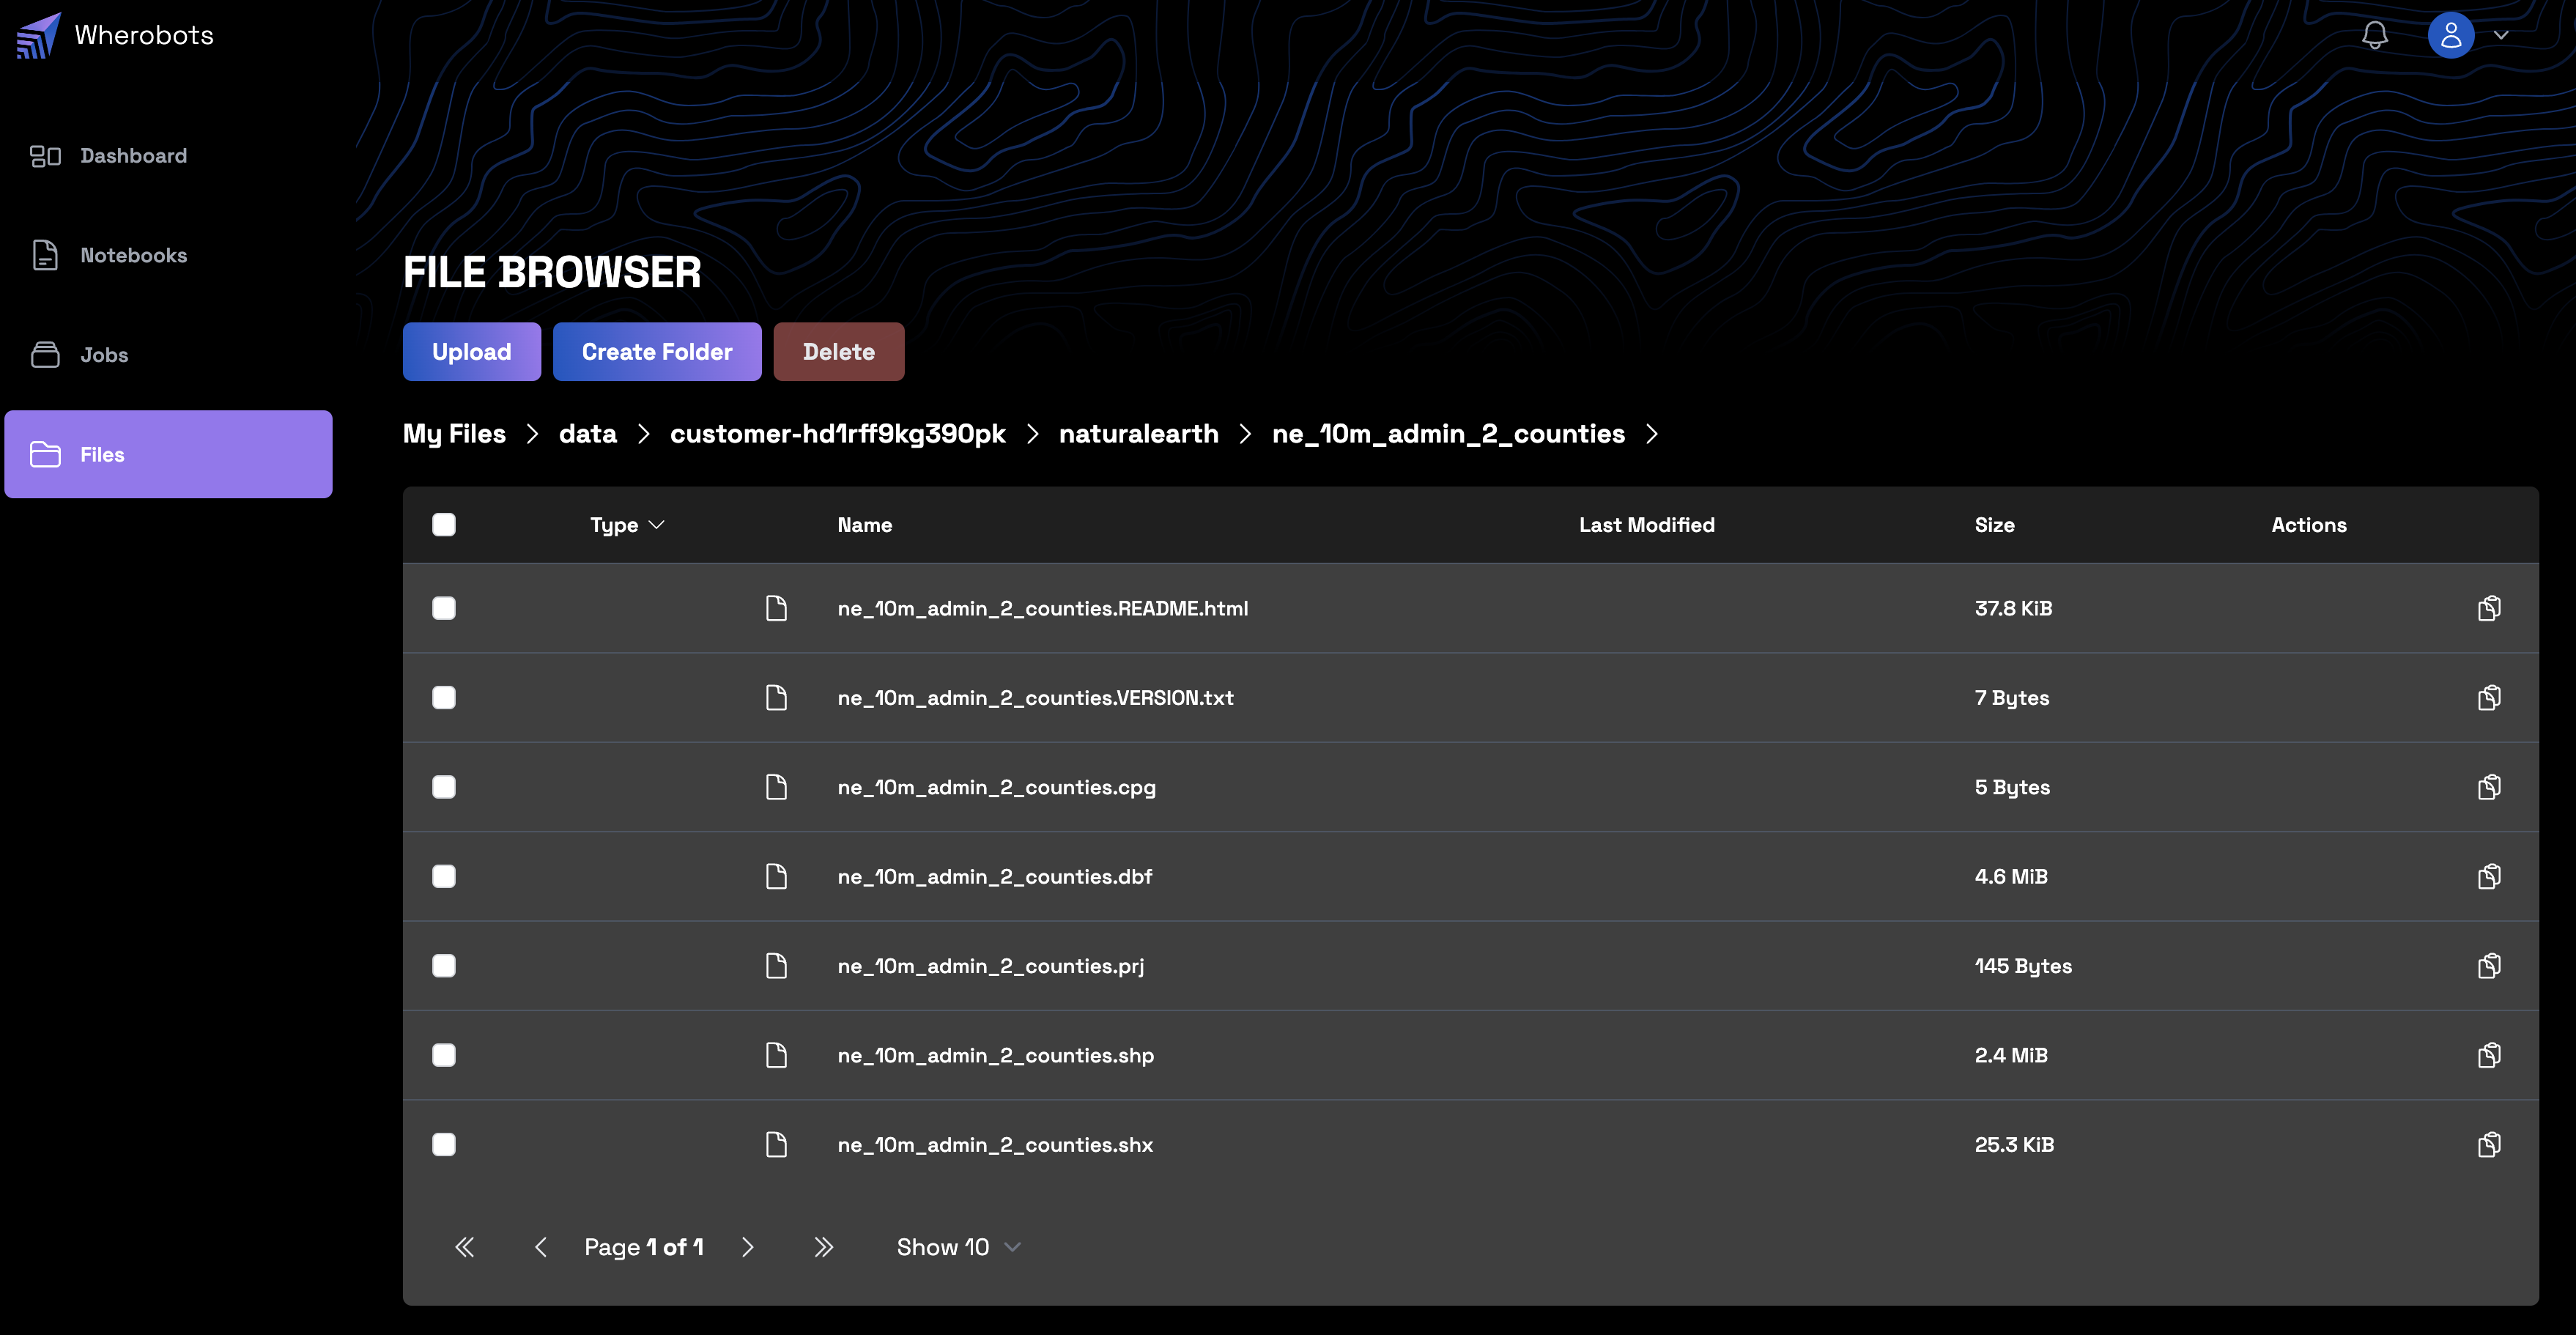 Wherobots
Dashboard
Notebooks
Jobs
Files
FILE BROWSER
Upload Create Folder Delete
My Files data customer-hd1rff9kg390pk naturalearth ne_10m_admin_2_counties
Type Name Last Modified Size Actions
ne_10m_admin_2_counties.README.html 37.8 KiB
ne_10m_admin_2_counties.VERSION.txt 7 Bytes
ne_10m_admin_2_counties.cpg 5 Bytes
ne_10m_admin_2_counties.dbf 4.6 MiB
ne_10m_admin_2_counties.prj 145 Bytes
ne_10m_admin_2_counties.shp 2.4 MiB
ne_10m_admin_2_counties.shx 25.3 KiB
Page 1 of 1 Show 10